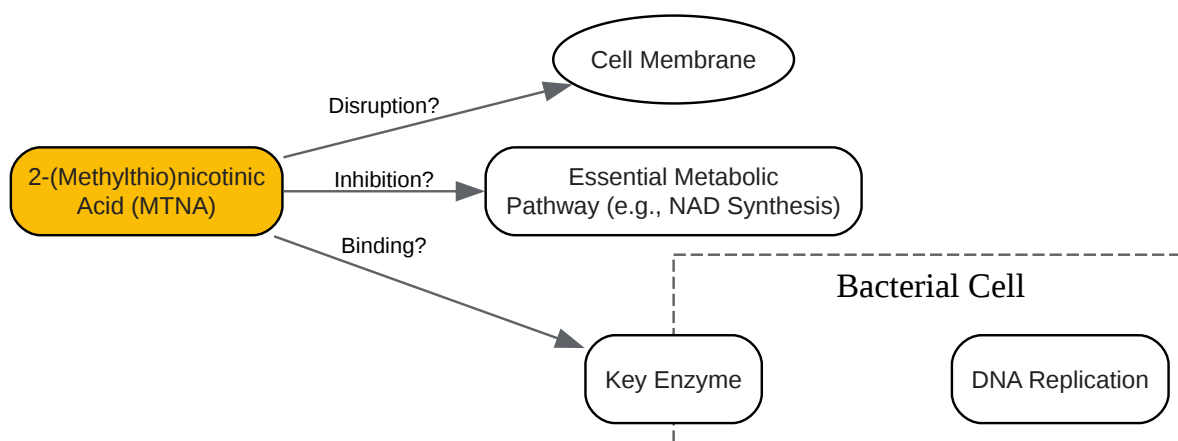 Cell Membrane
Disruption?
2-(Methylthio)nicotinic
Acid (MTNA)
Inhibition?
Essential Metabolic
Pathway (e.g., NAD Synthesis)
Binding?
Bacterial Cell
Key Enzyme
DNA Replication